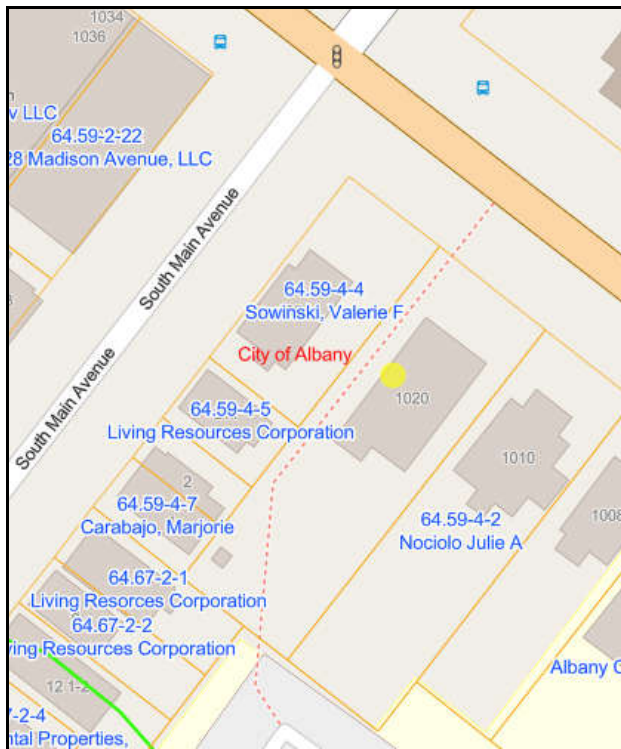 1034
1036
v LLC
64.59-2-22
28 Madison Avenue, LLC
South Main Avenue
64.59-4-4
Sowinski, Valerie F
City of Albany
1020
64.59-4-5
Living Resources Corporation
South Main Avenue
1010
2
64.59-4-7
Carabajo, Marjorie
64.59-4-2
Nociolo Julie A
1008
64.67-2-1
Living Resorces Corporation
64.67-2-2
ving Resources Corporation
12 1-2
Albany G
7-2-4
ntal Properties,